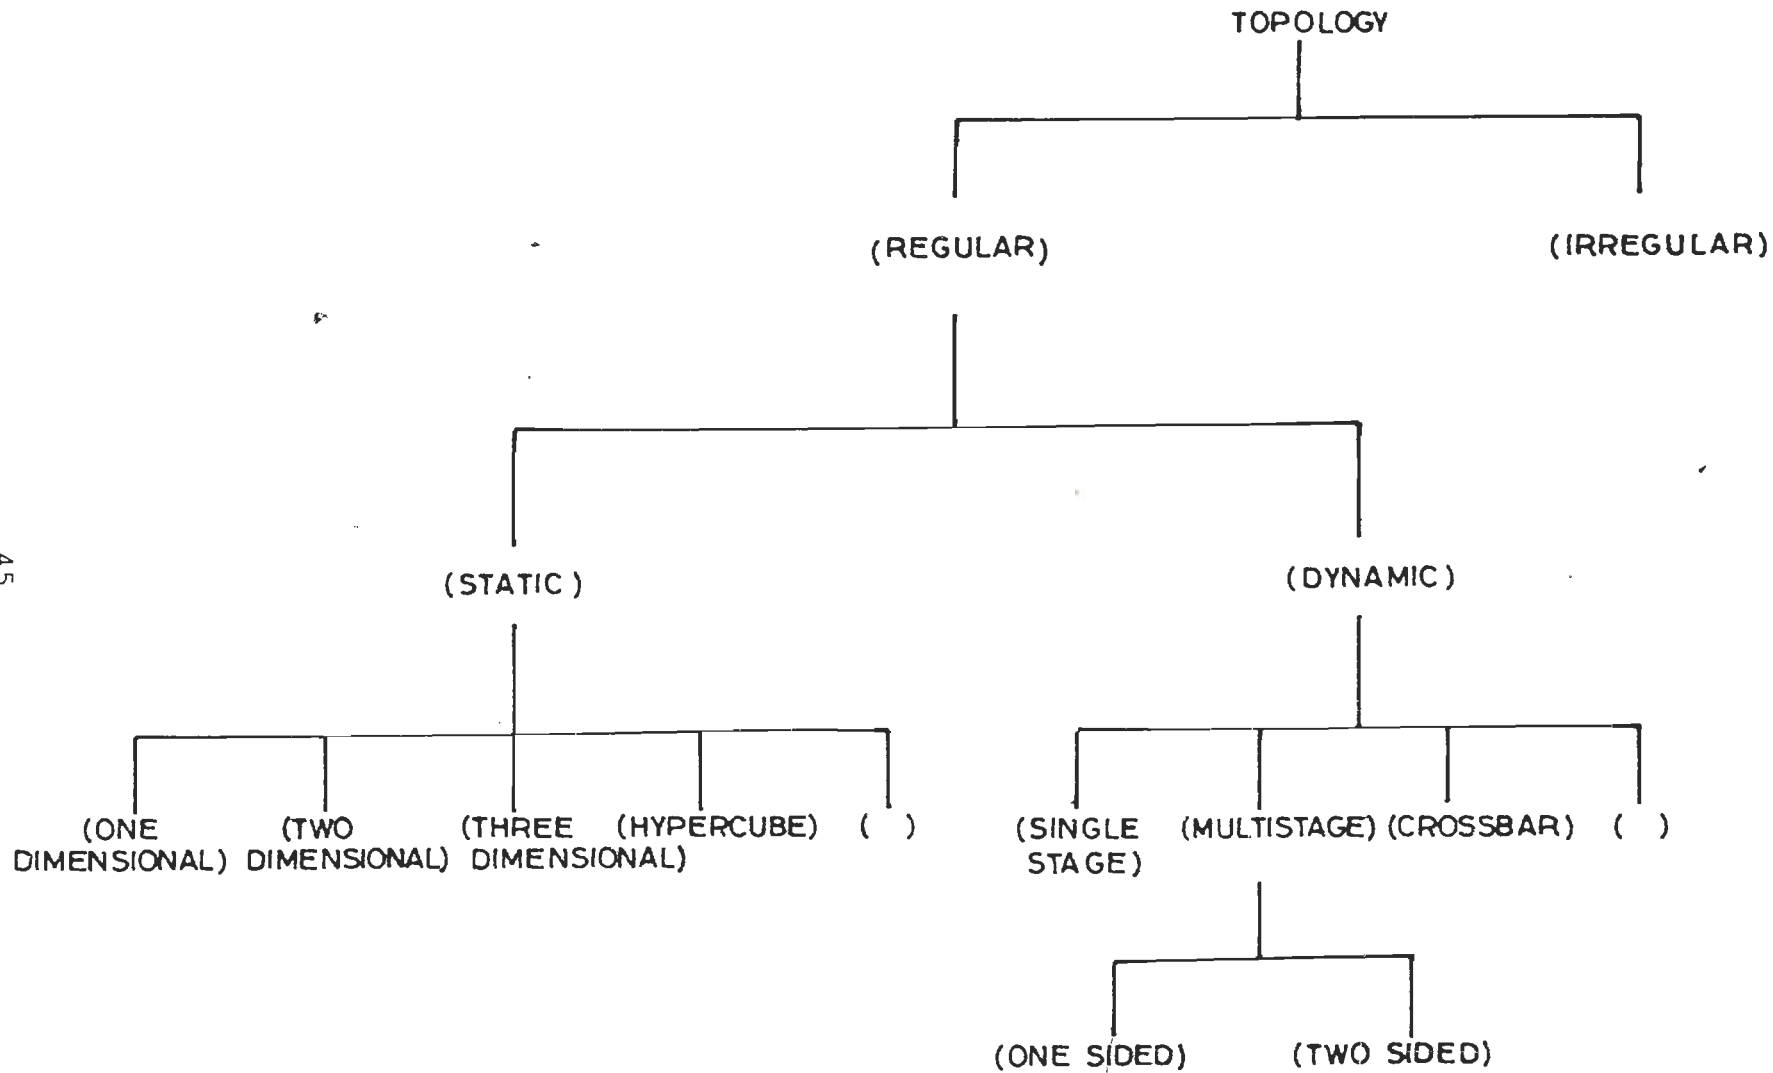 TOPOLOGY
(REGULAR) (IRREGULAR)
(STATIC) (DYNAMIC)
45
(ONE DIMENSIONAL) (TWO DIMENSIONAL) (THREE DIMENSIONAL) (HYPERCUBE) ( ) (SINGLE STAGE) (MULTISTAGE) (CROSSBAR) ( )
(ONE SIDED) (TWO SIDED)